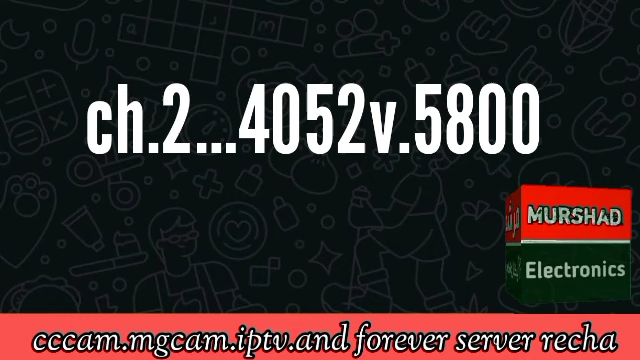 ch.2...4052v.5800
MURSHAD
Electronics
cccam.mgcam.iptv.and forever server recha